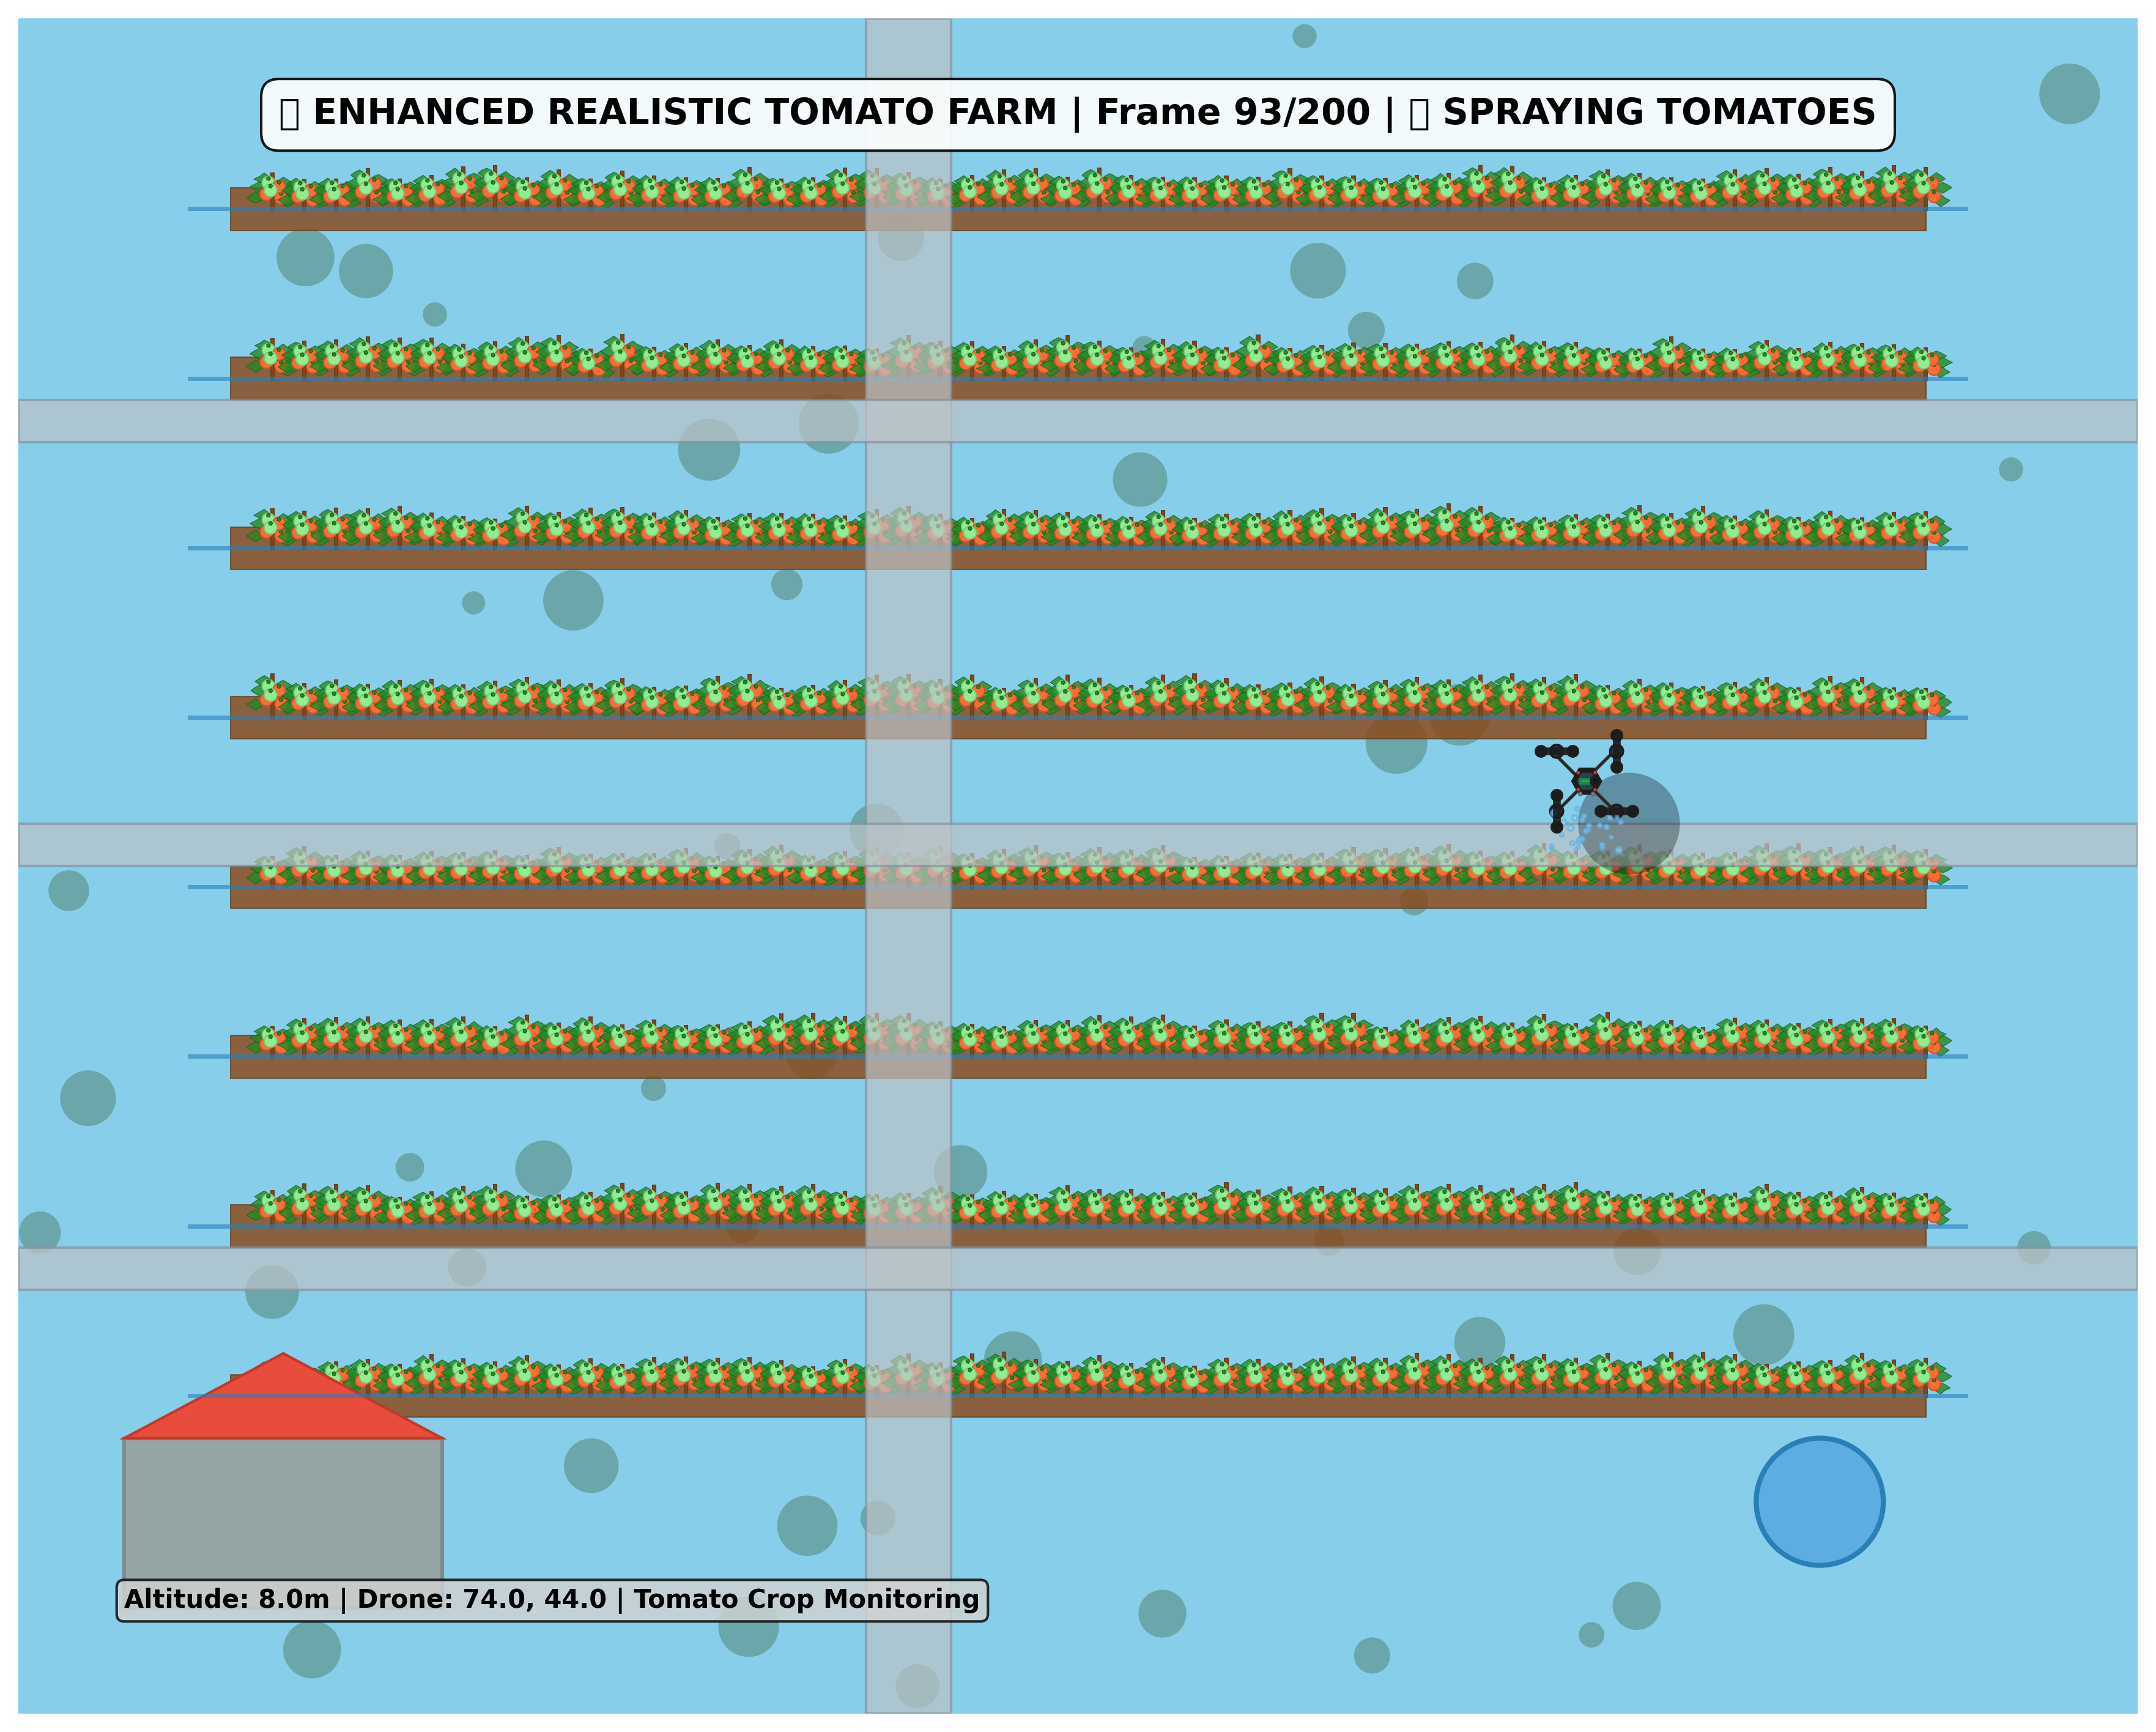 ▯ ENHANCED REALISTIC TOMATO FARM | Frame 93/200 | ▯ SPRAYING TOMATOES
Altitude: 8.0m | Drone: 74.0, 44.0 | Tomato Crop Monitoring